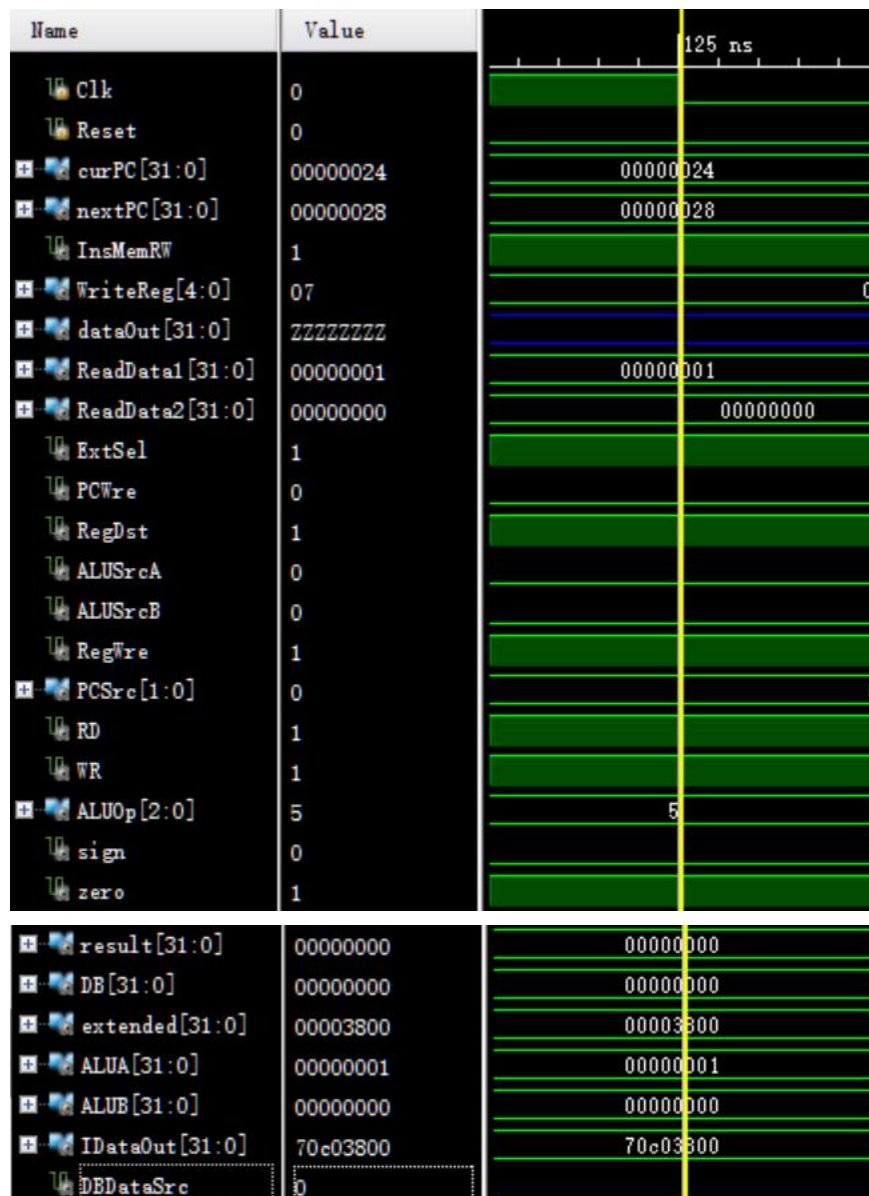 Name Value
125 ns
Clk 0
Reset 0
curPC[31:0] 00000024 00000024
nextPC[31:0] 00000028 00000028
InsMemRW 1
WriteReg[4:0] 07 0
dataOut[31:0] ZZZZZZZZ
ReadData1[31:0] 00000001 00000001
ReadData2[31:0] 00000000 00000000
ExtSel 1
PCWre 0
RegDst 1
ALUSrcA 0
ALUSrcB 0
RegWre 1
PCSrc[1:0] 0
RD 1
WR 1
ALUOp[2:0] 5 5
sign 0
zero 1
result[31:0] 00000000 00000000
DB[31:0] 00000000 00000000
extended[31:0] 00003800 00003800
ALUA[31:0] 00000001 00000001
ALUB[31:0] 00000000 00000000
IDataOut[31:0] 70c03800 70c03800
DBDataSrc 0